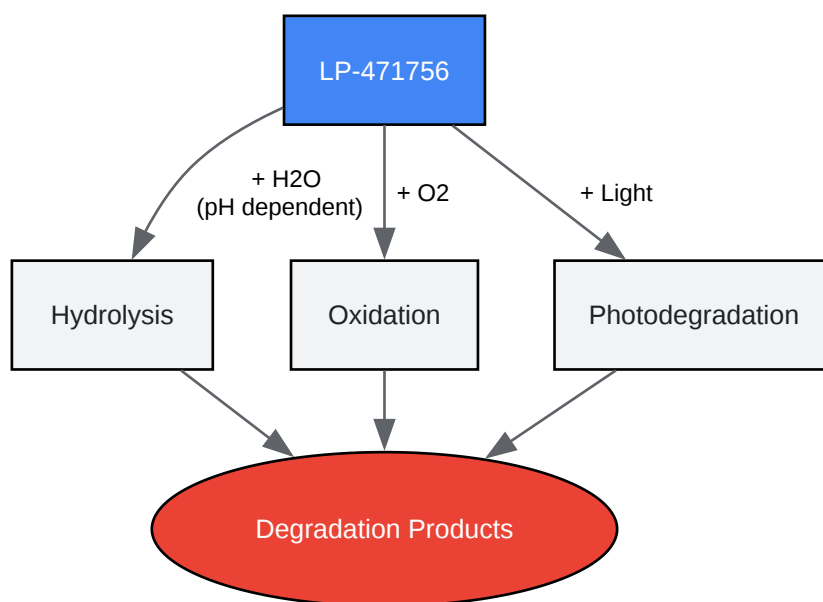 LP-471756
+ H2O
(pH dependent)
+ O2
+ Light
Hydrolysis
Oxidation
Photodegradation
Degradation Products